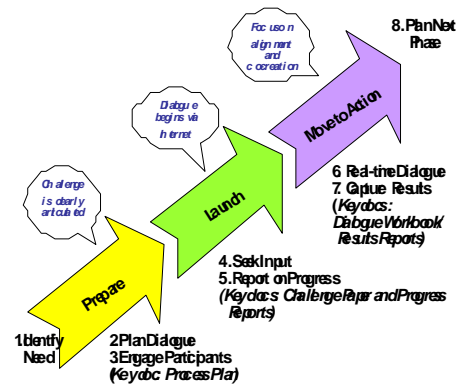 Challenge
is clearly
articulated
Dialogue
begins via
Internet
Focus on
alignment
and
cocreation
Prepare
Launch
Move to Action
1.Identify
Need
2.Plan Dialogue
3.Engage Participants
(Key doc: Process Plan)
4. Seek Input
5. Report on Progress
(Key docs: Challenge Paper and Progress
Reports)
6. Real-time Dialogue
7. Capture Results
(Key docs:
Dialogue Workbook/
Results Reports)
8. Plan Next
Phase